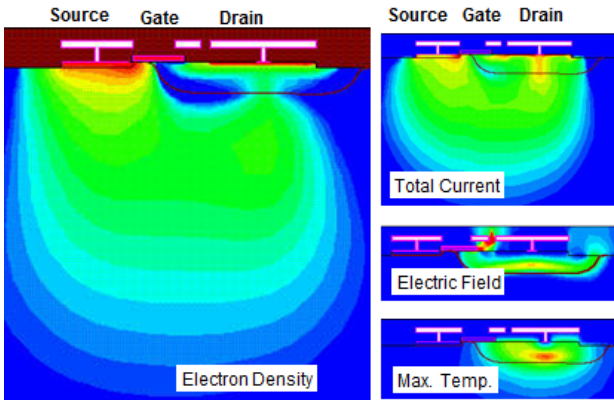 Source Gate Drain
Electron Density
Source Gate Drain
Total Current
Electric Field
Max. Temp.